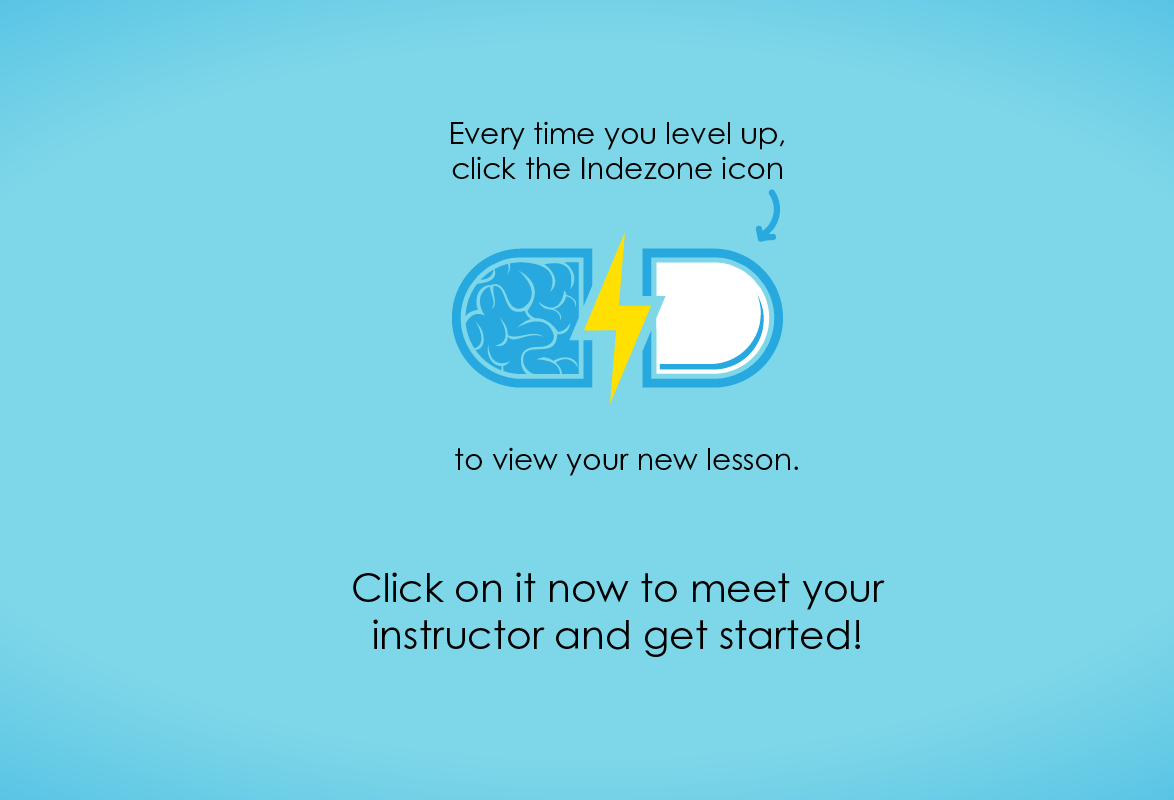 Every time you level up,
click the Indezone icon
to view your new lesson.
Click on it now to meet your
instructor and get started!